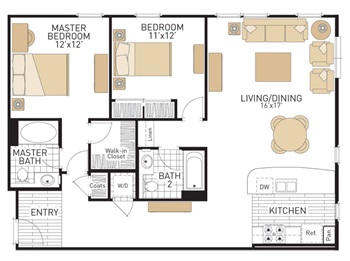 MASTER
BEDROOM
12'x12'
BEDROOM
11'x12'
LIVING/DINING
16'x17'
Walk-in
Closet
Linen
MASTER
BATH
BATH
2
Coats
W/D
DW
ENTRY
KITCHEN
Ref.
Pan.